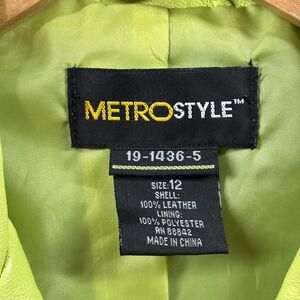 METROSTYLE™
19-1436-5
SIZE: 12
SHELL:
100% LEATHER
LINING:
100% POLYESTER
RN 88842
MADE IN CHINA